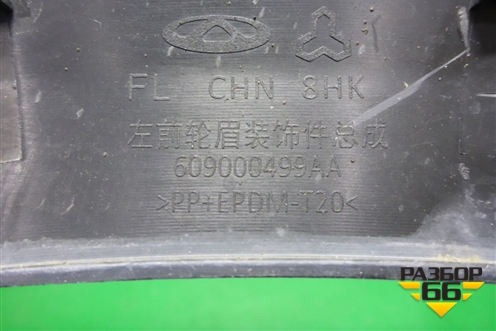 FL CHN 8HK
左前轮眉装饰件总成
609000499AA
>PP+EPDM-T20<
РАЗБОР
66